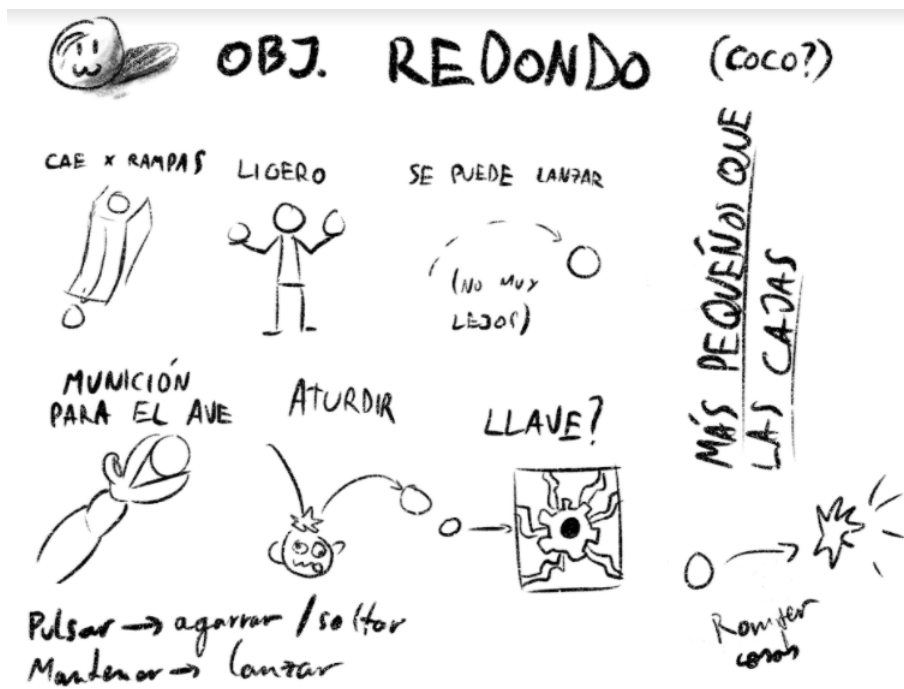 OBJ. REDONDO (COCO?)
CAE x RAMPAS
LIGERO
SE PUEDE LANZAR
(NO MUY
LEJOS)
MÁS PEQUEÑOS QUE
LAS CAJAS
MUNICIÓN
PARA EL AVE
ATURDIR
LLAVE?
Romper
cosas
Pulsar → agarrar / soltar
Mantener → lanzar